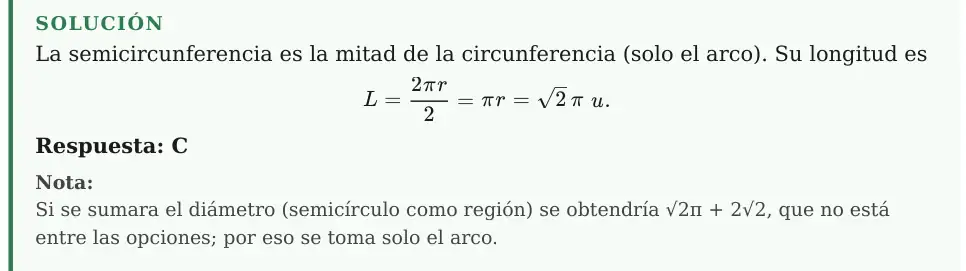 SOLUCIÓN
La semicircunferencia es la mitad de la circunferencia (solo el arco). Su longitud es
L = 2πr/2 = πr = √2 π u.
Respuesta: C
Nota:
Si se sumara el diámetro (semicírculo como región) se obtendría √2π + 2√2, que no está
entre las opciones; por eso se toma solo el arco.